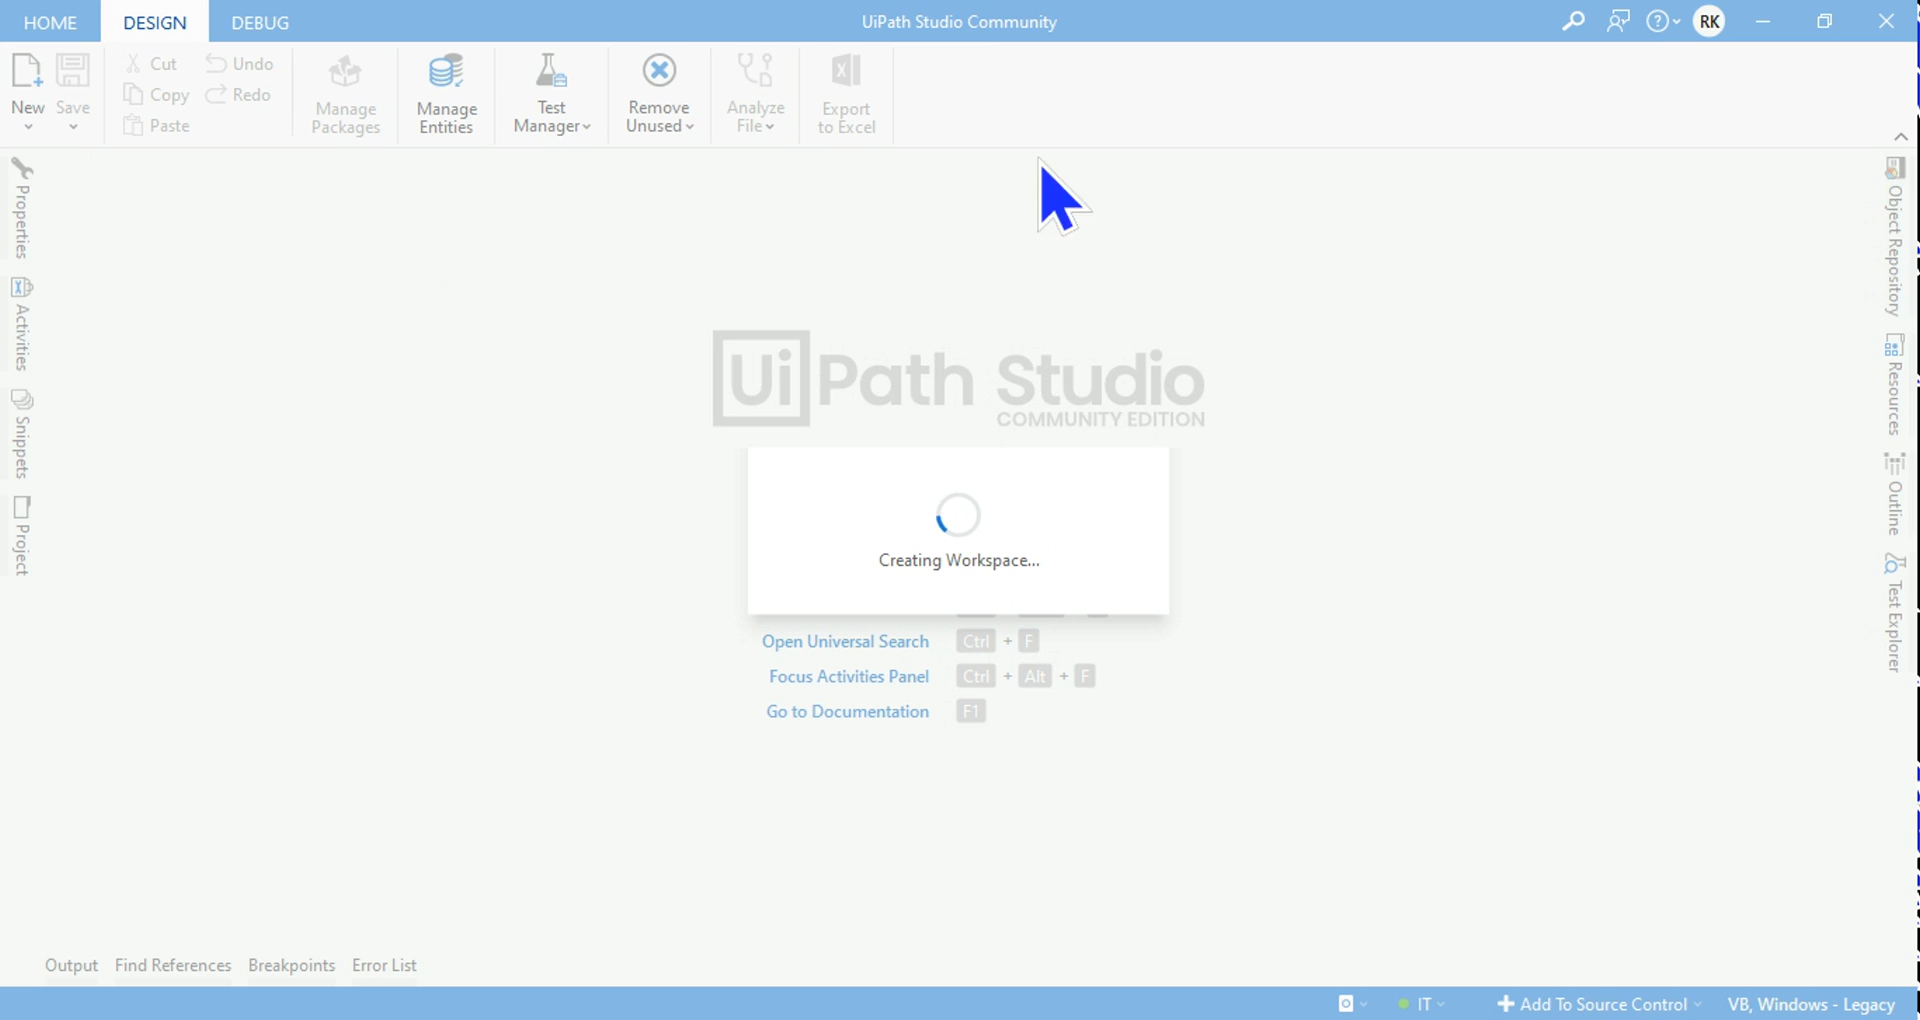 HOME DESIGN DEBUG UiPath Studio Community RK
New Save Cut Copy Paste Undo Redo
Manage Packages
Manage Entities
Test Manager
Remove Unused
Analyze File
Export to Excel
Properties
Activities
Snippets
Project
Object Repository
Resources
Outline
Test Explorer
UiPath Studio
COMMUNITY EDITION
Creating Workspace...
Open Universal Search Ctrl + F
Focus Activities Panel Ctrl + Alt + F
Go to Documentation F1
Output Find References Breakpoints Error List
IT Add To Source Control VB, Windows - Legacy